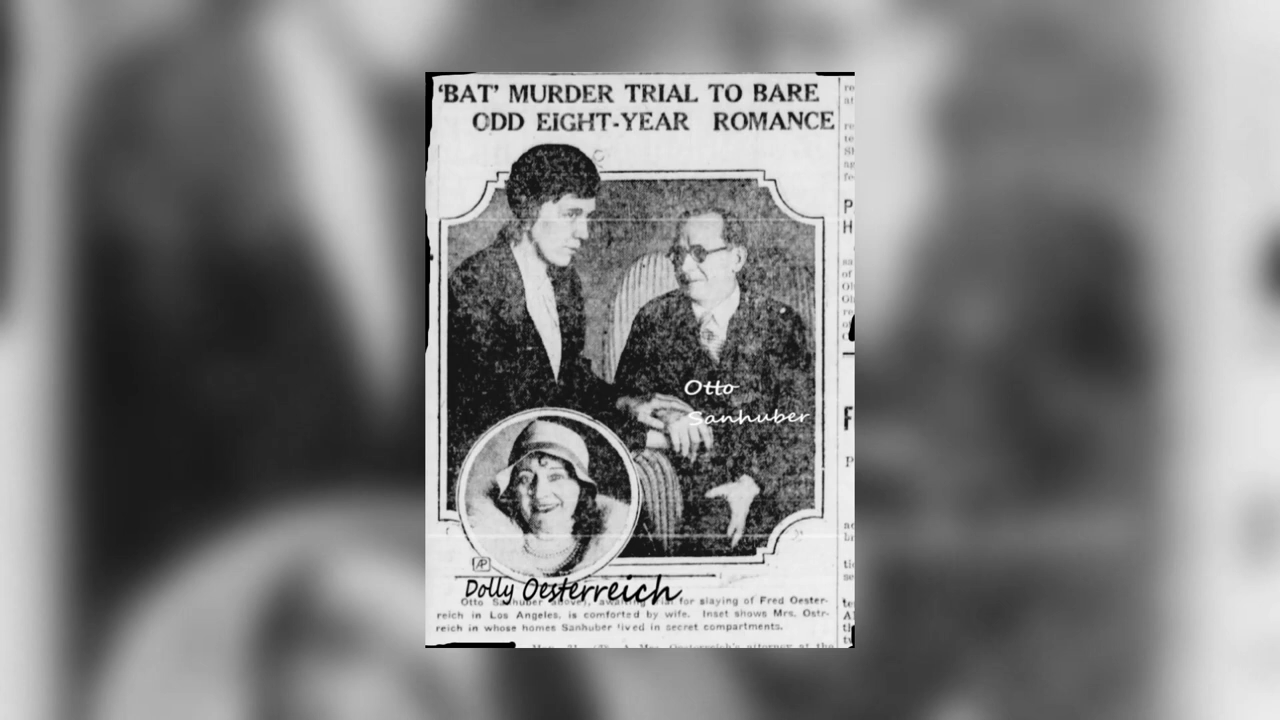 ‘BAT’ MURDER TRIAL TO BARE
ODD EIGHT-YEAR ROMANCE
Otto
Sanhuber
AP
Dolly Oesterreich
Otto Sanhuber above), awaiting trial for slaying of Fred Oester-
reich in Los Angeles, is comforted by wife. Inset shows Mrs. Ostr-
reich in whose homes Sanhuber lived in secret compartments.